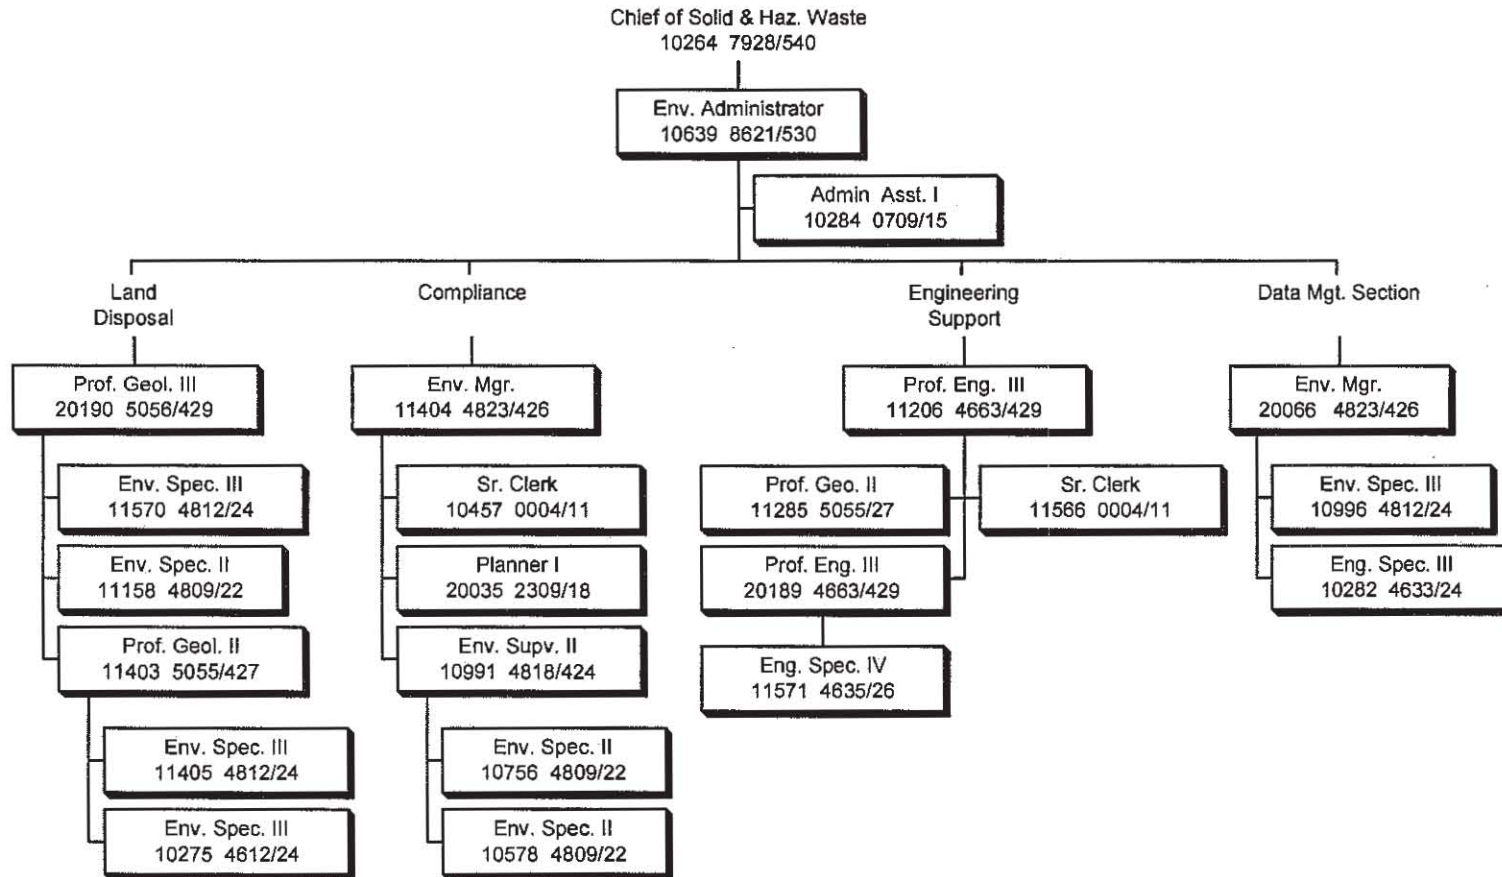 Chief of Solid & Haz. Waste
10264 7928/540
Env. Administrator
10639 8621/530
Admin Asst. I
10284 0709/15
Land
Disposal
Prof. Geol. III
20190 5056/429
Env. Spec. III
11570 4812/24
Env. Spec. II
11158 4809/22
Prof. Geol. II
11403 5055/427
Env. Spec. III
11405 4812/24
Env. Spec. III
10275 4612/24
Compliance
Env. Mgr.
11404 4823/426
Sr. Clerk
10457 0004/11
Planner I
20035 2309/18
Env. Supv. II
10991 4818/424
Env. Spec. II
10756 4809/22
Env. Spec. II
10578 4809/22
Engineering
Support
Prof. Eng. III
11206 4663/429
Prof. Geo. II
11285 5055/27
Sr. Clerk
11566 0004/11
Prof. Eng. III
20189 4663/429
Eng. Spec. IV
11571 4635/26
Data Mgt. Section
Env. Mgr.
20066 4823/426
Env. Spec. III
10996 4812/24
Eng. Spec. III
10282 4633/24